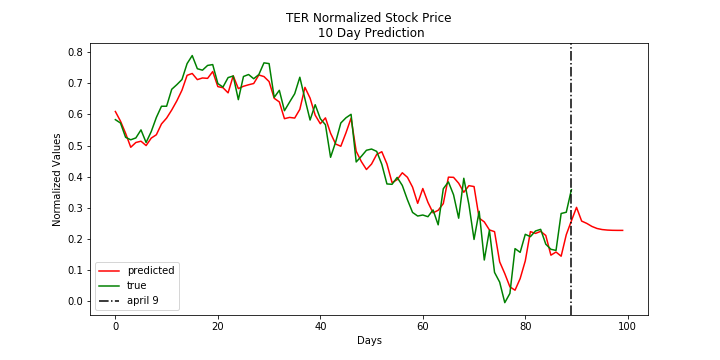 TER Normalized Stock Price
10 Day Prediction
0.8
0.7
0.6
0.5
0.4
0.3
0.2
0.1
0.0
Normalized Values
predicted
true
april 9
0 20 40 60 80 100
Days